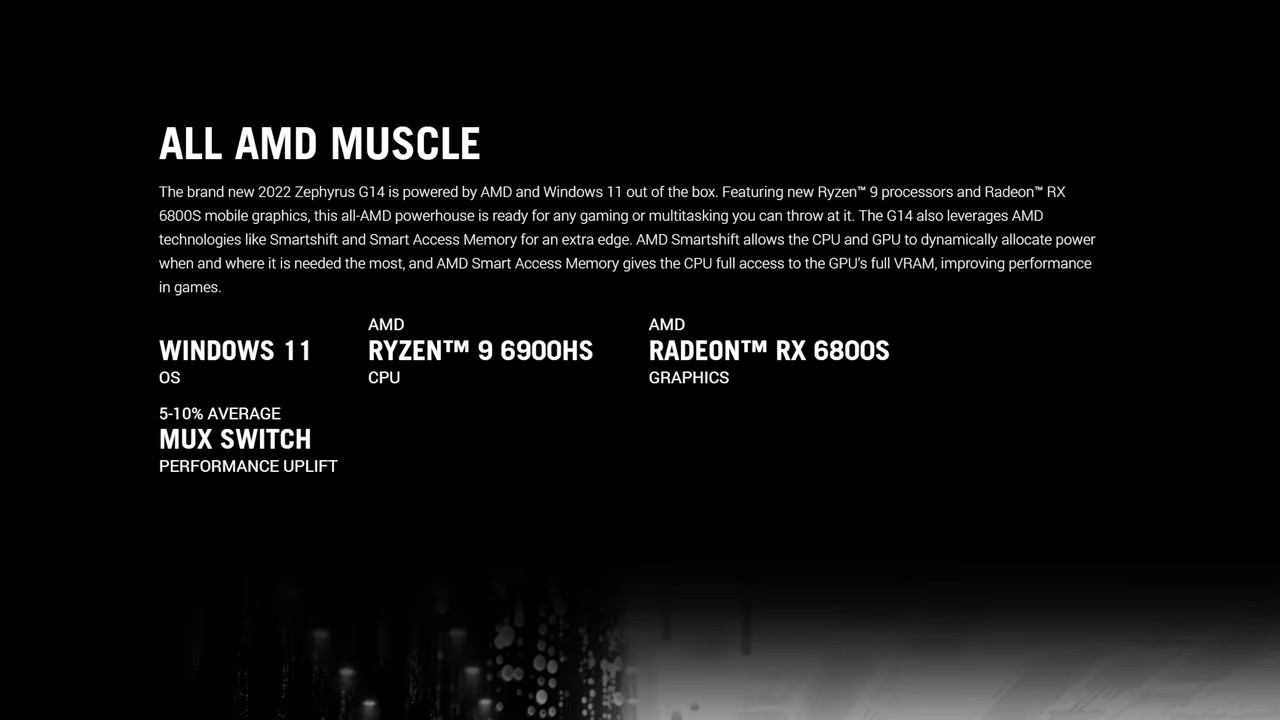 ALL AMD MUSCLE
The brand new 2022 Zephyrus G14 is powered by AMD and Windows 11 out of the box. Featuring new Ryzen™ 9 processors and Radeon™ RX
6800S mobile graphics, this all-AMD powerhouse is ready for any gaming or multitasking you can throw at it. The G14 also leverages AMD
technologies like Smartshift and Smart Access Memory for an extra edge. AMD Smartshift allows the CPU and GPU to dynamically allocate power
when and where it is needed the most, and AMD Smart Access Memory gives the CPU full access to the GPU's full VRAM, improving performance
in games.
WINDOWS 11
OS
AMD
RYZEN™ 9 6900HS
CPU
AMD
RADEON™ RX 6800S
GRAPHICS
5-10% AVERAGE
MUX SWITCH
PERFORMANCE UPLIFT